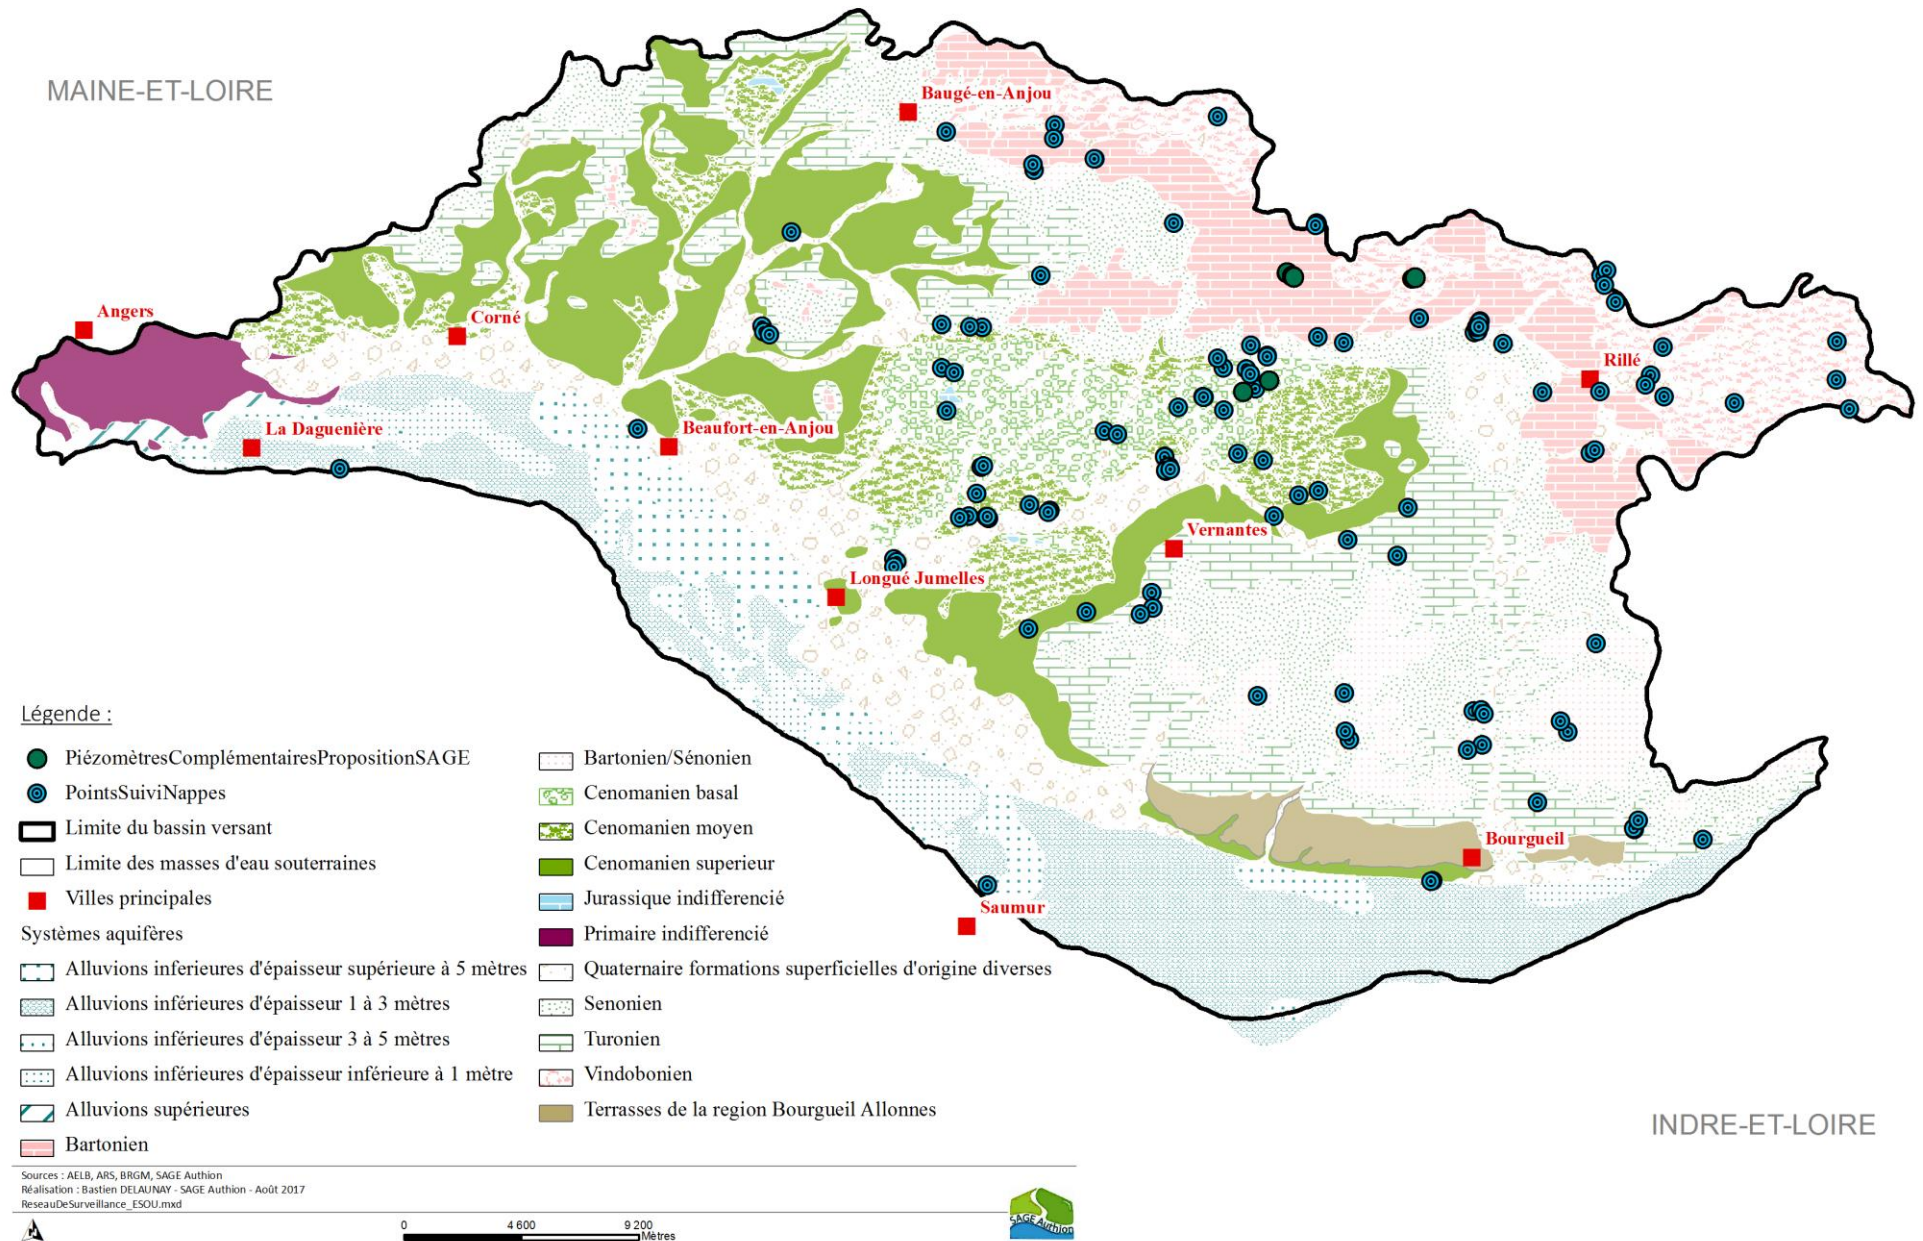 MAINE-ET-LOIRE
Baugé-en-Anjou
Angers
Corné
Rillé
La Daguenière
Beaufort-en-Anjou
Vernantes
Longué Jumelles
Bourgueil
Saumur
INDRE-ET-LOIRE
Légende :
PiézomètresComplémentairesPropositionSAGE
PointsSuiviNappes
Limite du bassin versant
Limite des masses d'eau souterraines
Villes principales
Systèmes aquifères
Alluvions inferieures d'épaisseur supérieure à 5 mètres
Alluvions inférieures d'épaisseur 1 à 3 mètres
Alluvions inférieures d'épaisseur 3 à 5 mètres
Alluvions inférieures d'épaisseur inférieure à 1 mètre
Alluvions supérieures
Bartonien
Bartonien/Sénonien
Cenomanien basal
Cenomanien moyen
Cenomanien superieur
Jurassique indifferencié
Primaire indifferencié
Quaternaire formations superficielles d'origine diverses
Senonien
Turonien
Vindobonien
Terrasses de la region Bourgueil Allonnes
Sources : AELB, ARS, BRGM, SAGE Authion
Réalisation : Bastien DELAUNAY - SAGE Authion - Août 2017
ReseauDeSurveillance_ESOU.mxd
0 4 600 9 200
Mètres
SAGE Authion